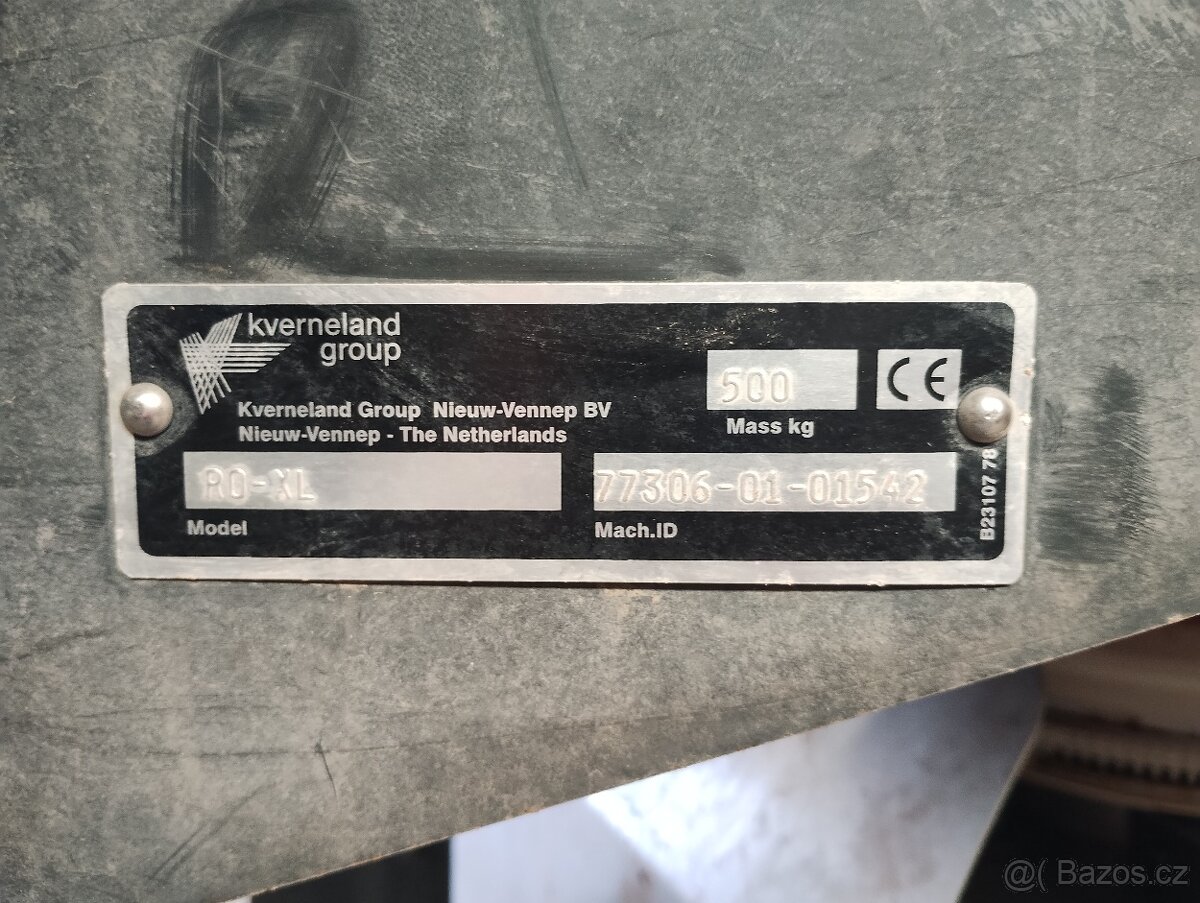 kverneland
group
Kverneland Group Nieuw-Vennep BV
Nieuw-Vennep - The Netherlands
500
CE
Mass kg
RO-XL
Model
77306-01-01542
Mach.ID
B23107 78
@( Bazos.cz